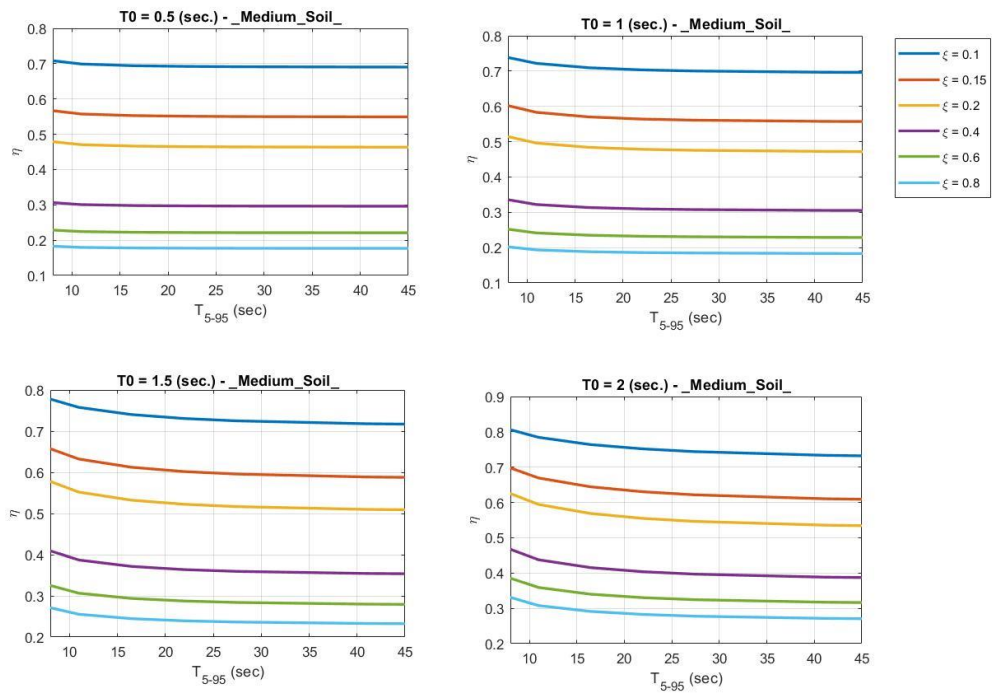 T0 = 0.5 (sec.) - _Medium_Soil_
0.8
0.7
0.6
0.5
0.4
0.3
0.2
0.1
η
10 15 20 25 30 35 40 45
T5-95 (sec)
T0 = 1 (sec.) - _Medium_Soil_
0.8
0.7
0.6
0.5
0.4
0.3
0.2
0.1
η
10 15 20 25 30 35 40 45
T5-95 (sec)
ξ = 0.1
ξ = 0.15
ξ = 0.2
ξ = 0.4
ξ = 0.6
ξ = 0.8
T0 = 1.5 (sec.) - _Medium_Soil_
0.8
0.7
0.6
0.5
0.4
0.3
0.2
η
10 15 20 25 30 35 40 45
T5-95 (sec)
T0 = 2 (sec.) - _Medium_Soil_
0.9
0.8
0.7
0.6
0.5
0.4
0.3
0.2
η
10 15 20 25 30 35 40 45
T5-95 (sec)